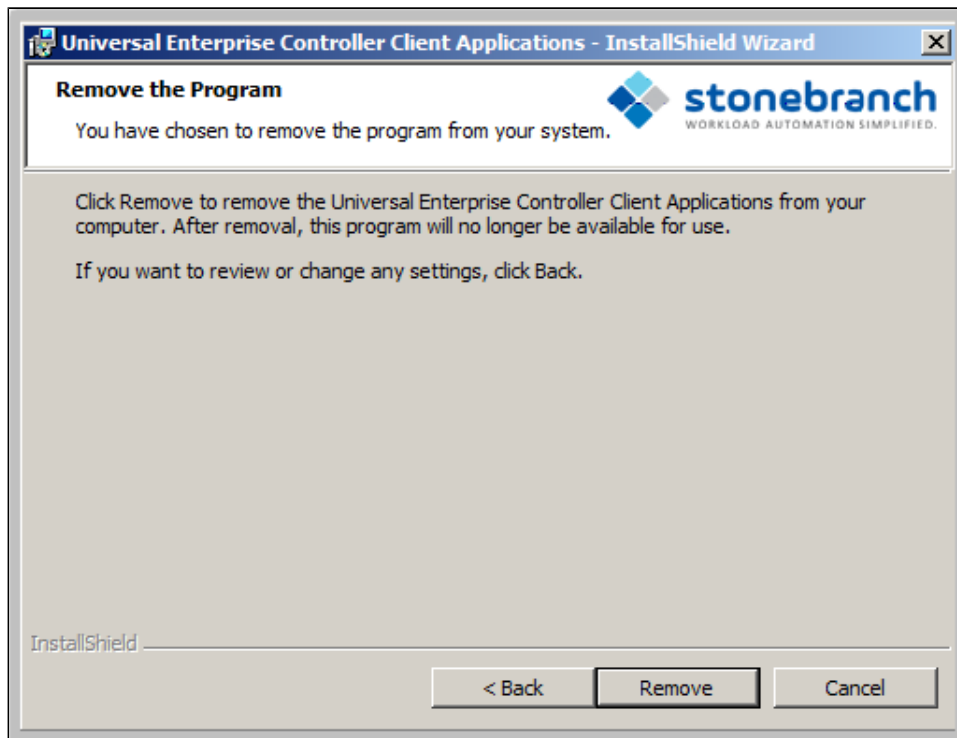 Universal Enterprise Controller Client Applications - InstallShield Wizard
Remove the Program
You have chosen to remove the program from your system.
stonebranch
WORKLOAD AUTOMATION SIMPLIFIED.
Click Remove to remove the Universal Enterprise Controller Client Applications from your
computer. After removal, this program will no longer be available for use.
If you want to review or change any settings, click Back.
InstallShield
< Back
Remove
Cancel